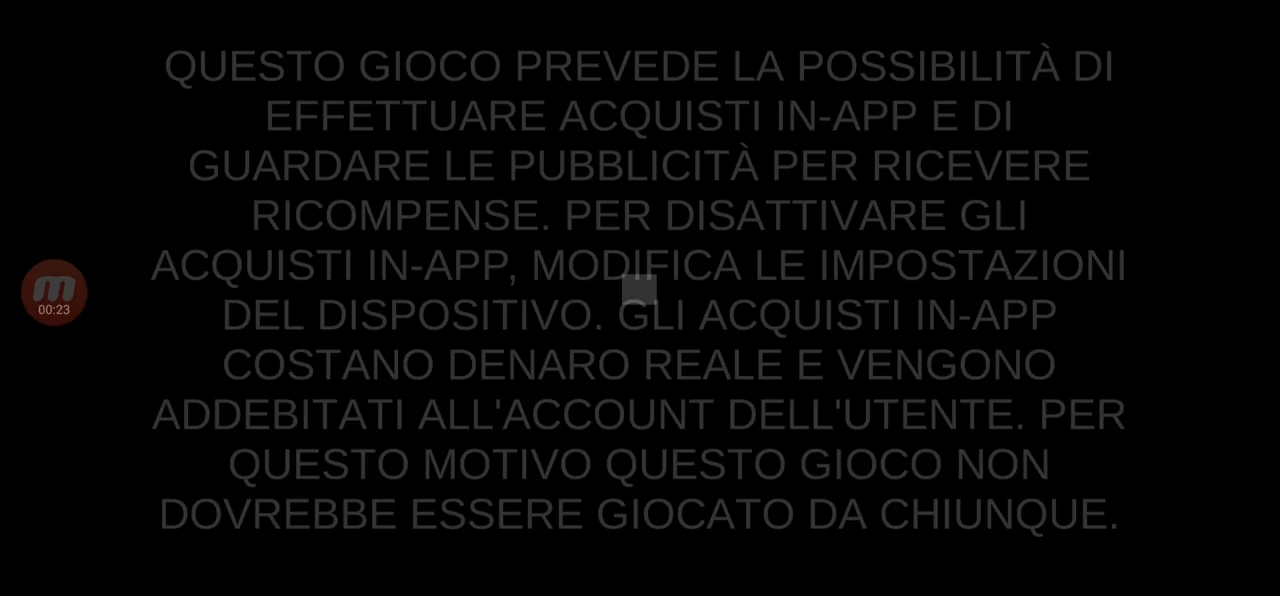 QUESTO GIOCO PREVEDE LA POSSIBILITÀ DI
EFFETTUARE ACQUISTI IN-APP E DI
GUARDARE LE PUBBLICITÀ PER RICEVERE
RICOMPENSE. PER DISATTIVARE GLI
ACQUISTI IN-APP, MODIFICA LE IMPOSTAZIONI
DEL DISPOSITIVO. GLI ACQUISTI IN-APP
COSTANO DENARO REALE E VENGONO
ADDEBITATI ALL'ACCOUNT DELL'UTENTE. PER
QUESTO MOTIVO QUESTO GIOCO NON
DOVREBBE ESSERE GIOCATO DA CHIUNQUE.
m
00:23